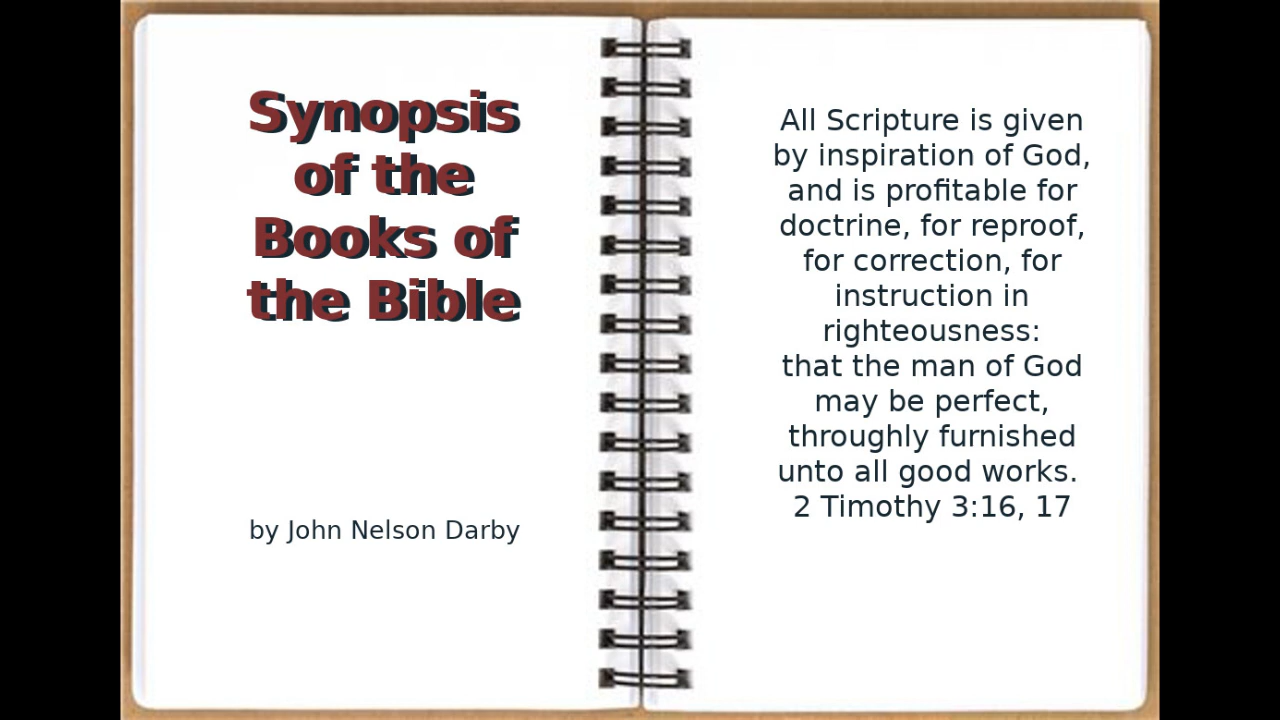 Synopsis
of the
Books of
the Bible
by John Nelson Darby
All Scripture is given
by inspiration of God,
and is profitable for
doctrine, for reproof,
for correction, for
instruction in
righteousness:
that the man of God
may be perfect,
throughly furnished
unto all good works.
2 Timothy 3:16, 17